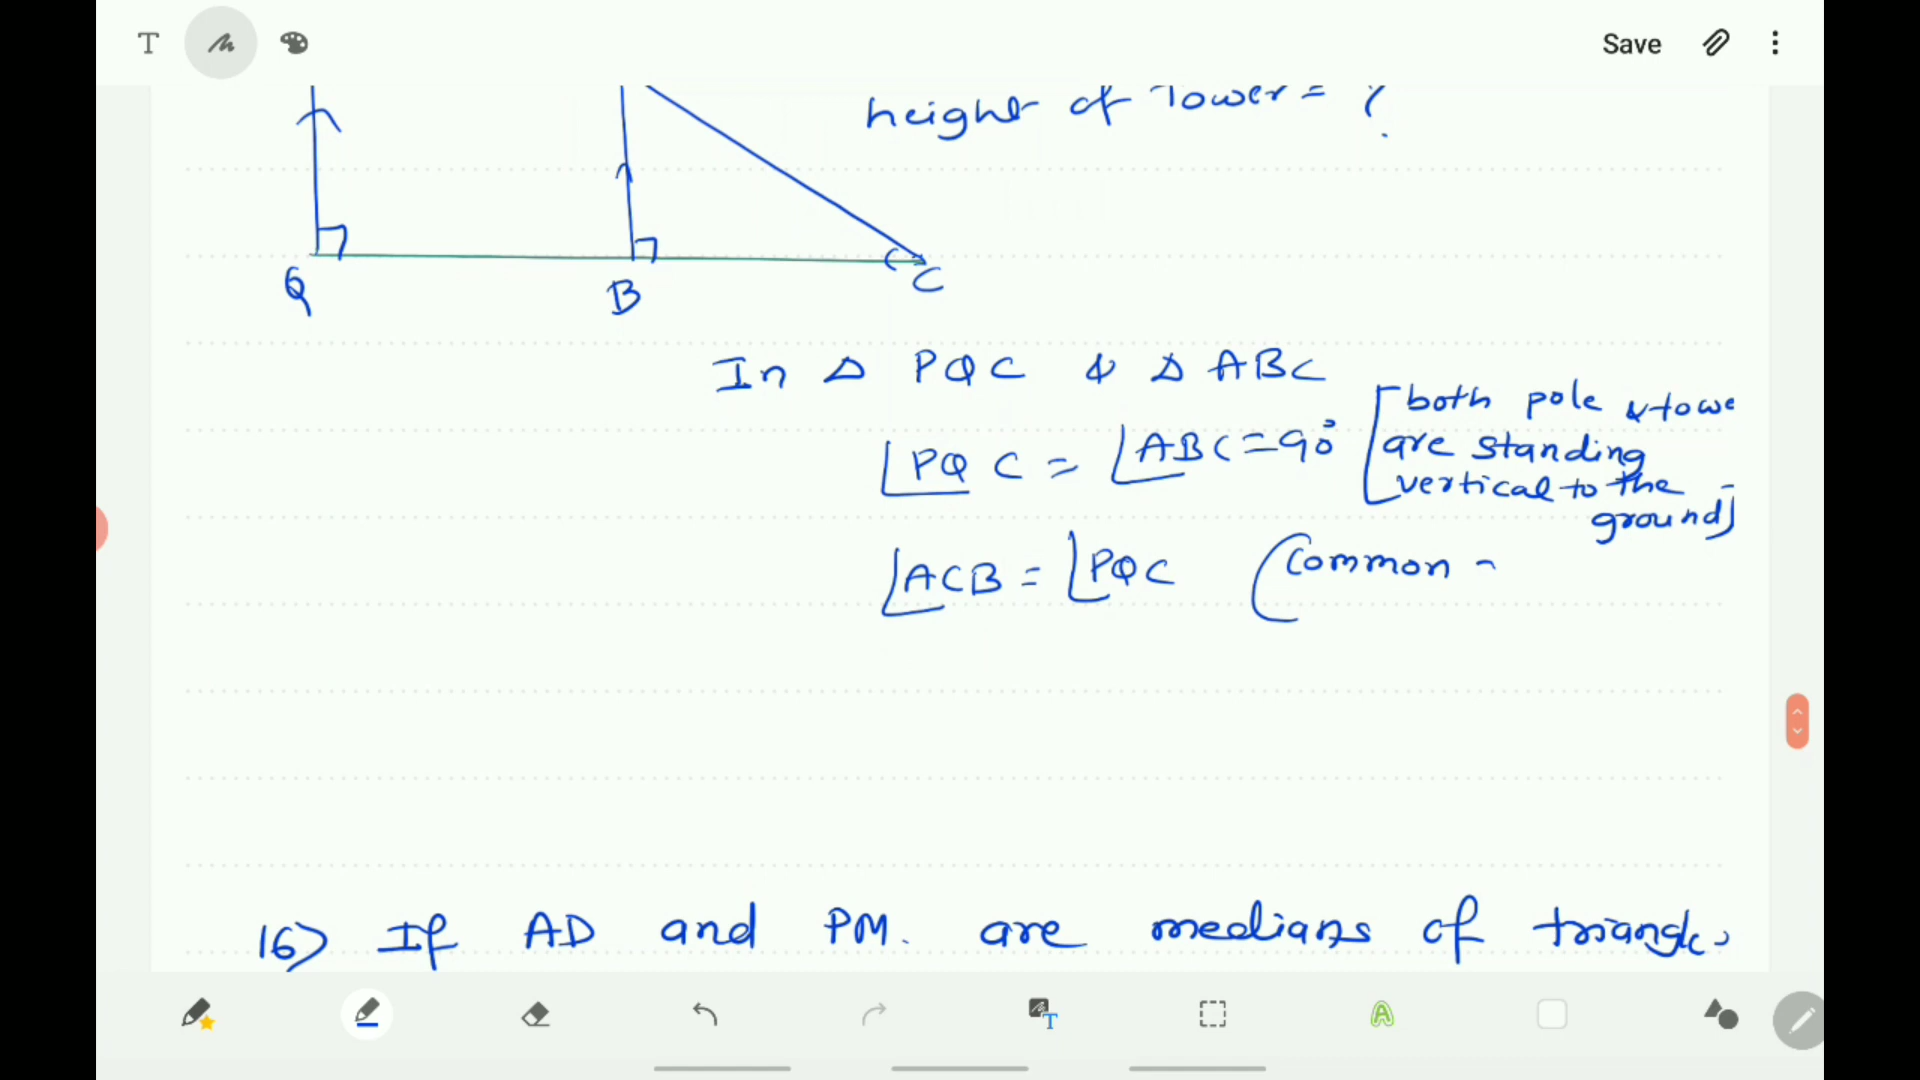 T Save
height of Tower = ?
Q B C
In Δ PQC & Δ ABC
∠PQC = ∠ABC = 90° [both pole & towe
are standing
vertical to the
ground]
∠ACB = ∠PQC (Common -
16) If AD and PM. are medians of triangles
T A